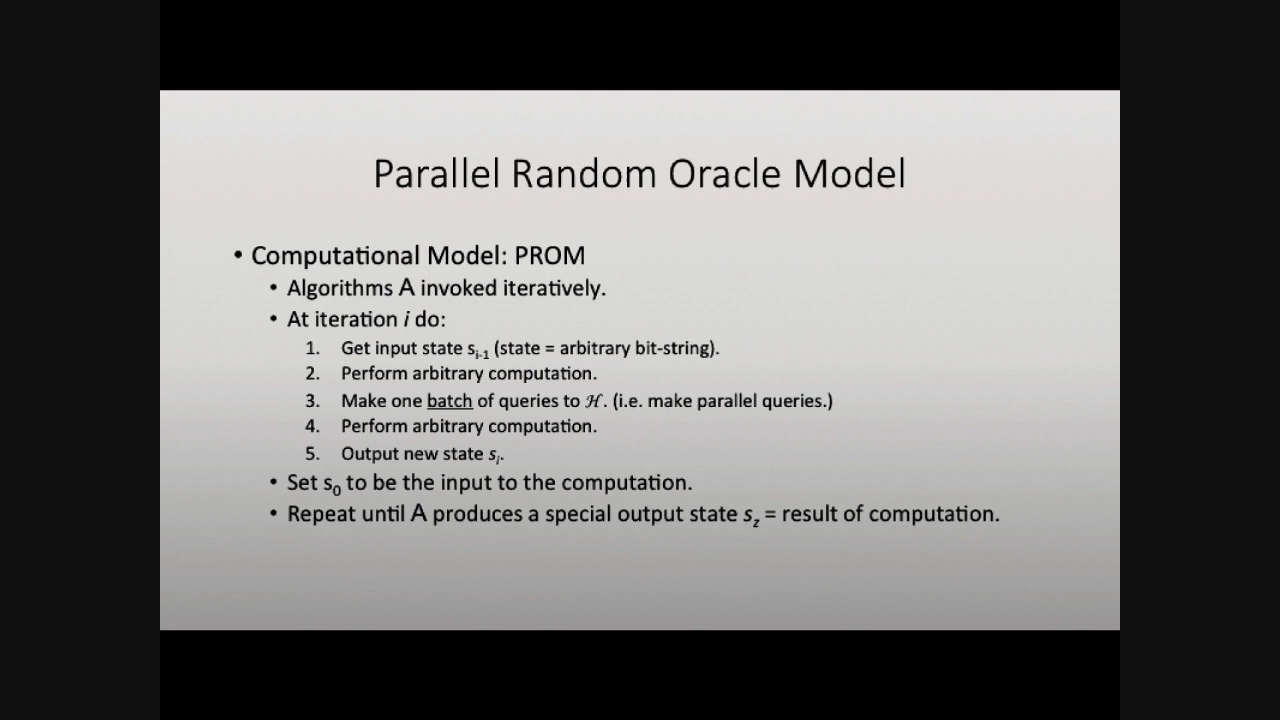 Parallel Random Oracle Model
• Computational Model: PROM
• Algorithms A invoked iteratively.
• At iteration i do:
1. Get input state s_{i-1} (state = arbitrary bit-string).
2. Perform arbitrary computation.
3. Make one batch of queries to ℋ. (i.e. make parallel queries.)
4. Perform arbitrary computation.
5. Output new state s_i.
• Set s_0 to be the input to the computation.
• Repeat until A produces a special output state s_z = result of computation.